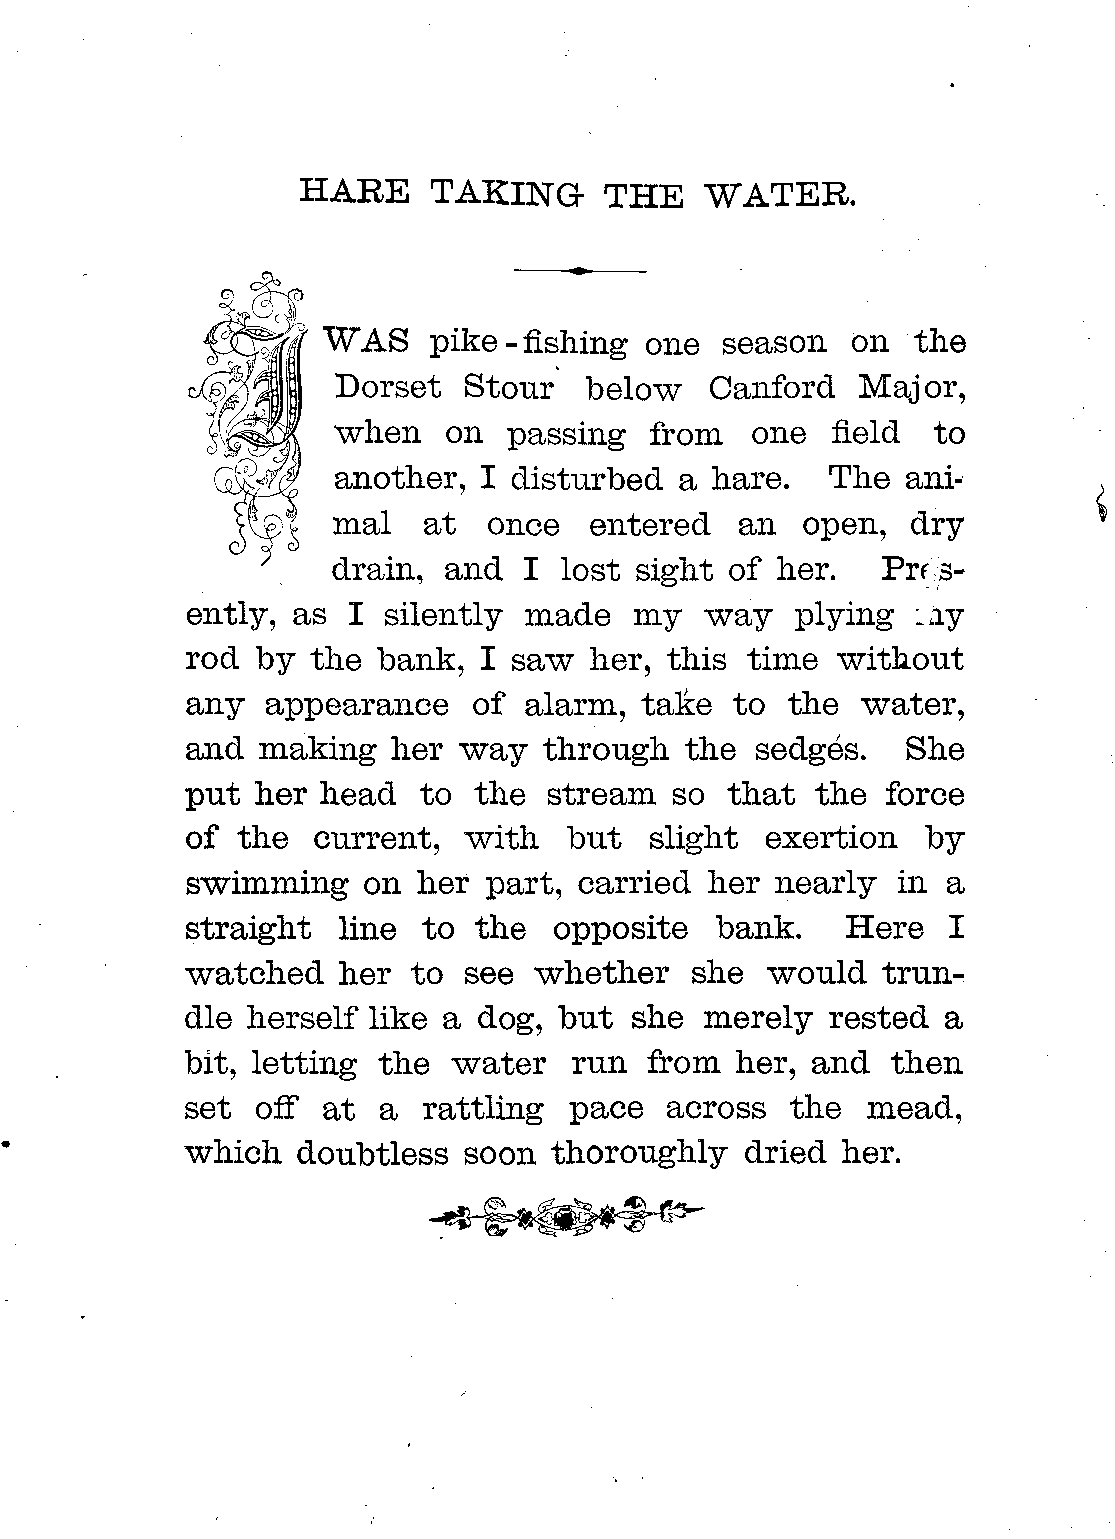 HARE TAKING THE WATER.
I WAS pike-fishing one season on the
Dorset Stour below Canford Major,
when on passing from one field to
another, I disturbed a hare. The ani-
mal at once entered an open, dry
drain, and I lost sight of her. Pres-
ently, as I silently made my way plying my
rod by the bank, I saw her, this time without
any appearance of alarm, take to the water,
and making her way through the sedges. She
put her head to the stream so that the force
of the current, with but slight exertion by
swimming on her part, carried her nearly in a
straight line to the opposite bank. Here I
watched her to see whether she would trun-
dle herself like a dog, but she merely rested a
bit, letting the water run from her, and then
set off at a rattling pace across the mead,
which doubtless soon thoroughly dried her.